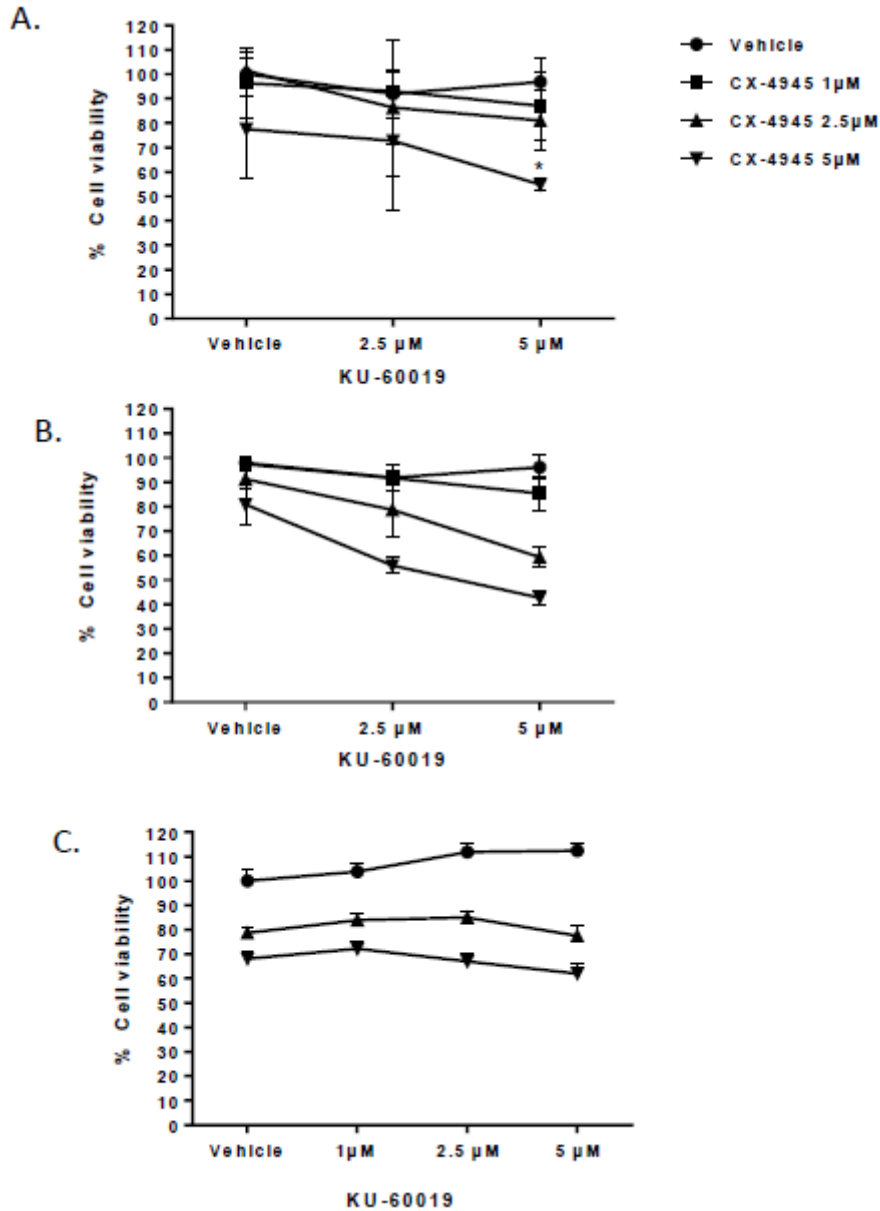 A.
120
110
100
90
80
70
60
50
40
30
20
10
0
% Cell viability
*
Vehicle 2.5 µM 5 µM
KU-60019
Vehicle
CX-4945 1µM
CX-4945 2.5µM
CX-4945 5µM
B.
120
110
100
90
80
70
60
50
40
30
20
10
0
% Cell viability
Vehicle 2.5 µM 5 µM
KU-60019
C.
120
110
100
90
80
70
60
50
40
30
20
10
0
% Cell viability
Vehicle 1µM 2.5 µM 5 µM
KU-60019